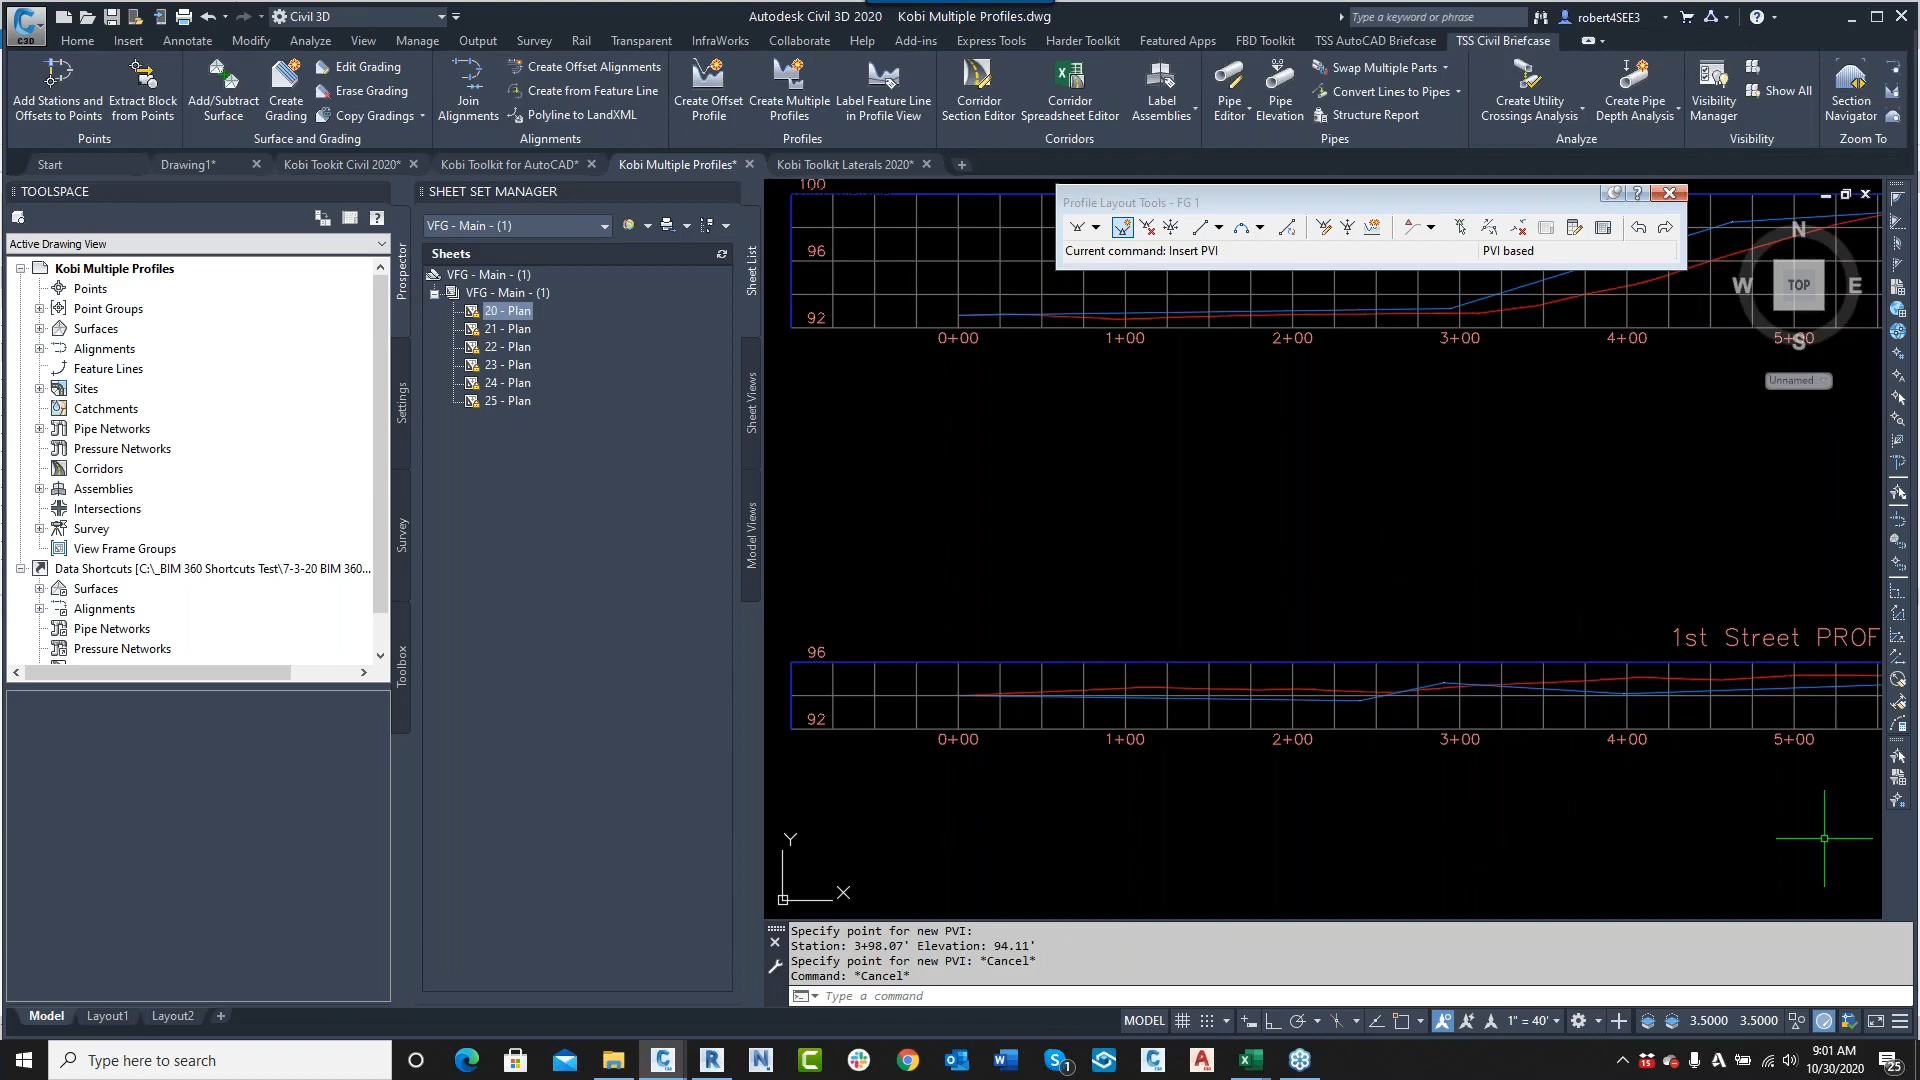 Civil 3D
Autodesk Civil 3D 2020 Kobi Multiple Profiles.dwg
Type a keyword or phrase
robert4SEE3
C3D
Home Insert Annotate Modify Analyze View Manage Output Survey Rail Transparent InfraWorks Collaborate Help Add-ins Express Tools Harder Toolkit Featured Apps FBD Toolkit TSS AutoCAD Briefcase TSS Civil Briefcase
Add Stations and Offsets to Points
Extract Block from Points
Points
Add/Subtract Surface
Create Grading
Edit Grading
Erase Grading
Copy Gradings
Surface and Grading
Join Alignments
Create Offset Alignments
Create from Feature Line
Polyline to LandXML
Alignments
Create Offset Profile
Create Multiple Profiles
Label Feature Line in Profile View
Profiles
Corridor Section Editor
Corridor Spreadsheet Editor
Label Assemblies
Corridors
Pipe Editor
Pipe Elevation
Swap Multiple Parts
Convert Lines to Pipes
Structure Report
Pipes
Create Utility Crossings Analysis
Create Pipe Depth Analysis
Analyze
Visibility Manager
Show All
Visibility
Section Navigator
Zoom To
Start Drawing1* Kobi Tookit Civil 2020* Kobi Toolkit for AutoCAD* Kobi Multiple Profiles* Kobi Toolkit Laterals 2020*
TOOLSPACE
Active Drawing View
Kobi Multiple Profiles
Points
Point Groups
Surfaces
Alignments
Feature Lines
Sites
Catchments
Pipe Networks
Pressure Networks
Corridors
Assemblies
Intersections
Survey
View Frame Groups
Data Shortcuts [C:\_BIM 360 Shortcuts Test\7-3-20 BIM 360...
Surfaces
Alignments
Pipe Networks
Pressure Networks
Prospector
Settings
Survey
Toolbox
SHEET SET MANAGER
VFG - Main - (1)
Sheets
VFG - Main - (1)
VFG - Main - (1)
20 - Plan
21 - Plan
22 - Plan
23 - Plan
24 - Plan
25 - Plan
Sheet List
Sheet Views
Model Views
Profile Layout Tools - FG 1
Current command: Insert PVI
PVI based
100
96
92
0+00 1+00 2+00 3+00 4+00 5+00
N
W TOP E
S
Unnamed
1st Street PROF
96
92
0+00 1+00 2+00 3+00 4+00 5+00
Y
X
Specify point for new PVI:
Station: 3+98.07' Elevation: 94.11'
Specify point for new PVI: *Cancel*
Command: *Cancel*
Type a command
Model Layout1 Layout2
MODEL
1" = 40'
3.5000 3.5000
Type here to search
9:01 AM
10/30/2020
25